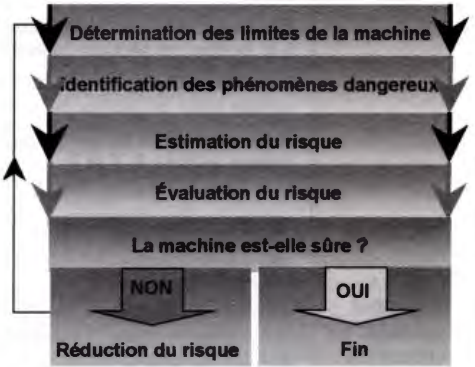 Détermination des limites de la machine
Identification des phénomènes dangereux
Estimation du risque
Évaluation du risque
La machine est-elle sûre ?
NON
OUI
Réduction du risque
Fin